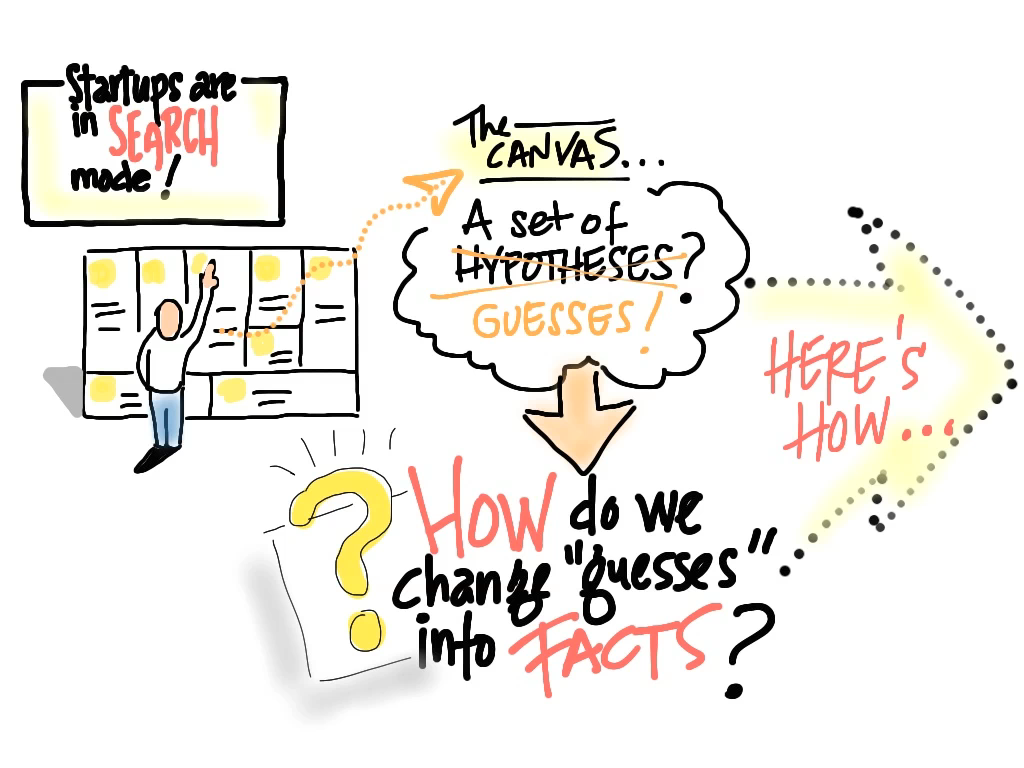 Startups are
in SEARCH
mode!
The
CANVAS...
A set of
HYPOTHESES?
GUESSES!
HOW do we
change "guesses"
into FACTS?
HERE'S
HOW...